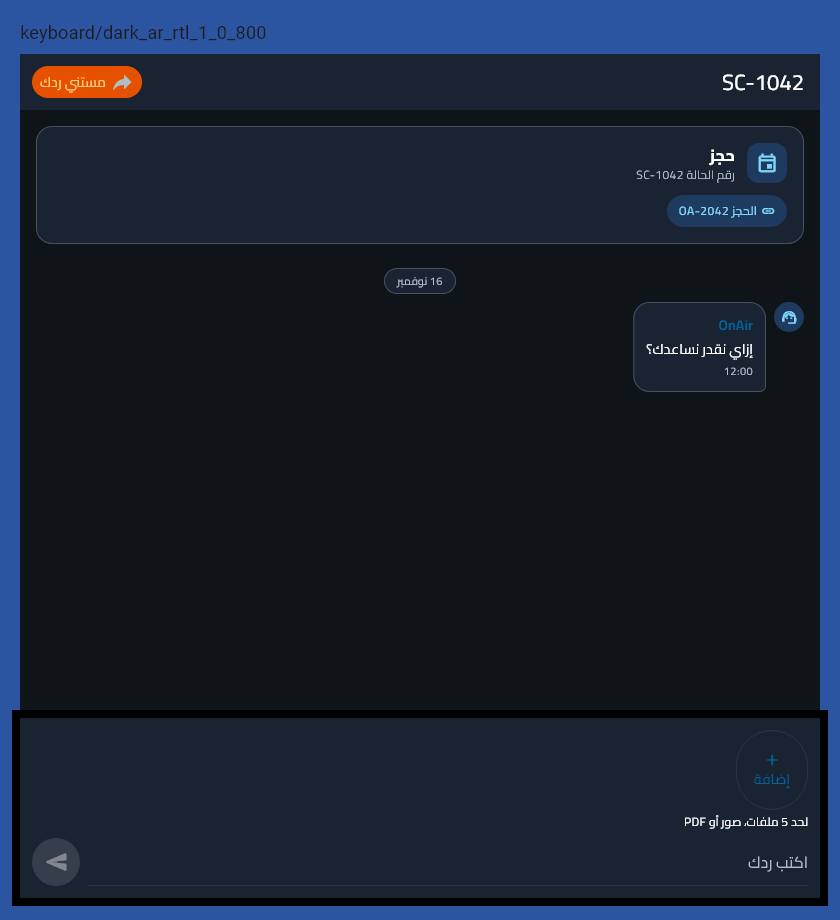 keyboard/dark_ar_rtl_1_0_800
SC-1042
مستني ردك
حجز
رقم الحالة SC-1042
الحجز OA-2042
16 نوفمبر
OnAir
إزاي نقدر نساعدك؟
12:00
+
إضافة
لحد 5 ملفات، صور أو PDF
اكتب ردك